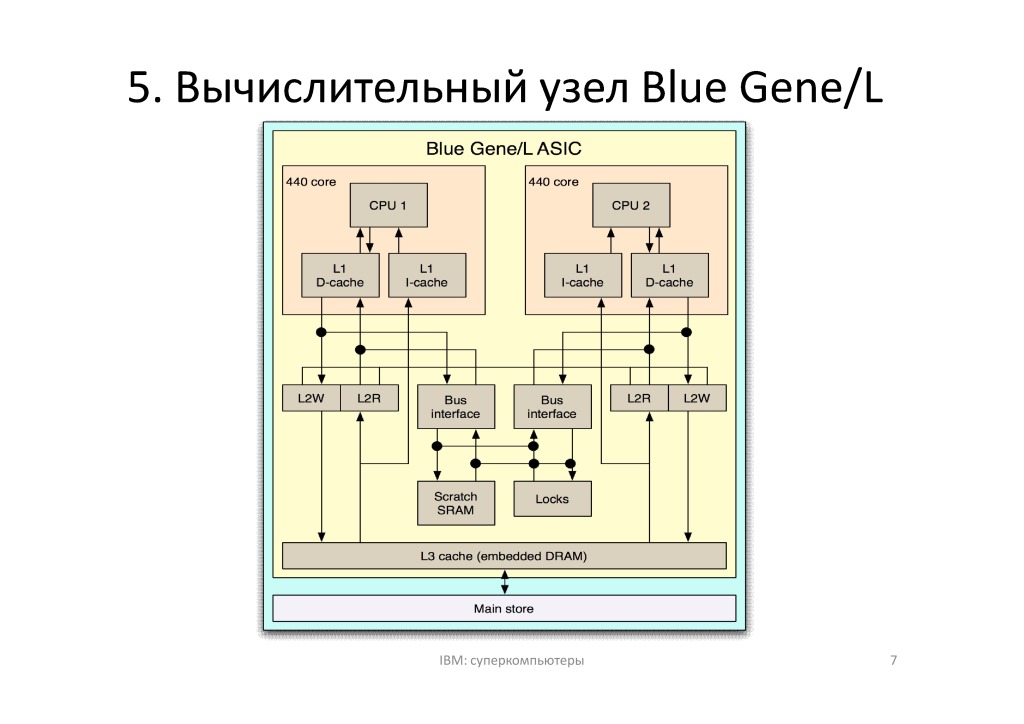 5. Вычислительный узел Blue Gene/L
Blue Gene/L ASIC
440 core
CPU 1
L1
D-cache
L1
I-cache
440 core
CPU 2
L1
I-cache
L1
D-cache
L2W
L2R
Bus
interface
Bus
interface
L2R
L2W
Scratch
SRAM
Locks
L3 cache (embedded DRAM)
Main store
IBM: суперкомпьютеры
7